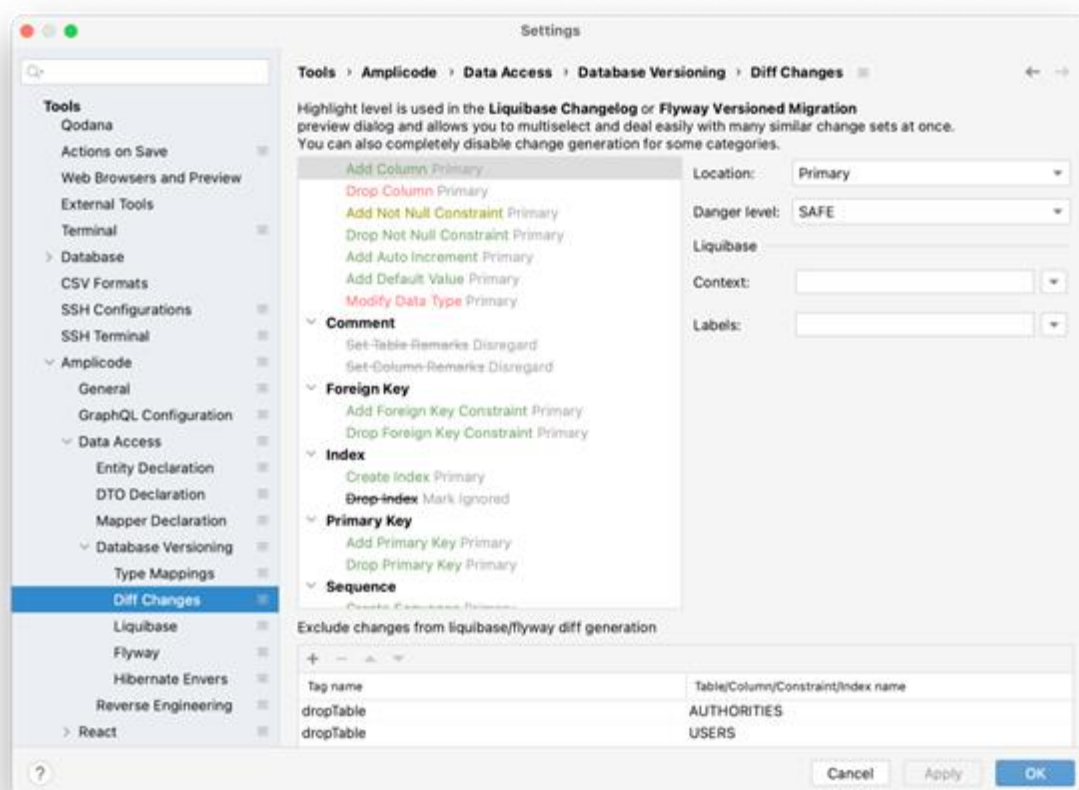 Settings
Tools
Qodana
Actions on Save
Web Browsers and Preview
External Tools
Terminal
Database
CSV Formats
SSH Configurations
SSH Terminal
Amplicode
General
GraphQL Configuration
Data Access
Entity Declaration
DTO Declaration
Mapper Declaration
Database Versioning
Type Mappings
Diff Changes
Liquibase
Flyway
Hibernate Envers
Reverse Engineering
React
Tools › Amplicode › Data Access › Database Versioning › Diff Changes
Highlight level is used in the Liquibase Changelog or Flyway Versioned Migration
preview dialog and allows you to multiselect and deal easily with many similar change sets at once.
You can also completely disable change generation for some categories.
Add Column Primary
Drop Column Primary
Add Not Null Constraint Primary
Drop Not Null Constraint Primary
Add Auto Increment Primary
Add Default Value Primary
Modify Data Type Primary
Comment
Set Table Remarks Disregard
Set Column Remarks Disregard
Foreign Key
Add Foreign Key Constraint Primary
Drop Foreign Key Constraint Primary
Index
Create Index Primary
Drop Index Mark Ignored
Primary Key
Add Primary Key Primary
Drop Primary Key Primary
Sequence
Create Sequence Primary
Location: Primary
Danger level: SAFE
Liquibase
Context:
Labels:
Exclude changes from liquibase/flyway diff generation
Tag name Table/Column/Constraint/Index name
dropTable AUTHORITIES
dropTable USERS
? Cancel Apply OK